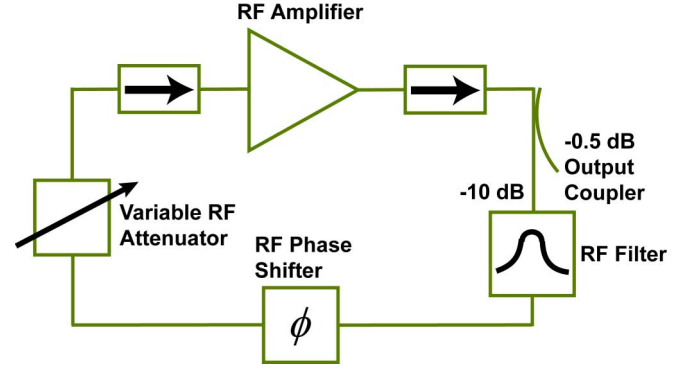 RF Amplifier
-0.5 dB
Output
Coupler
-10 dB
Variable RF
Attenuator
RF Phase
Shifter
RF Filter
ϕ